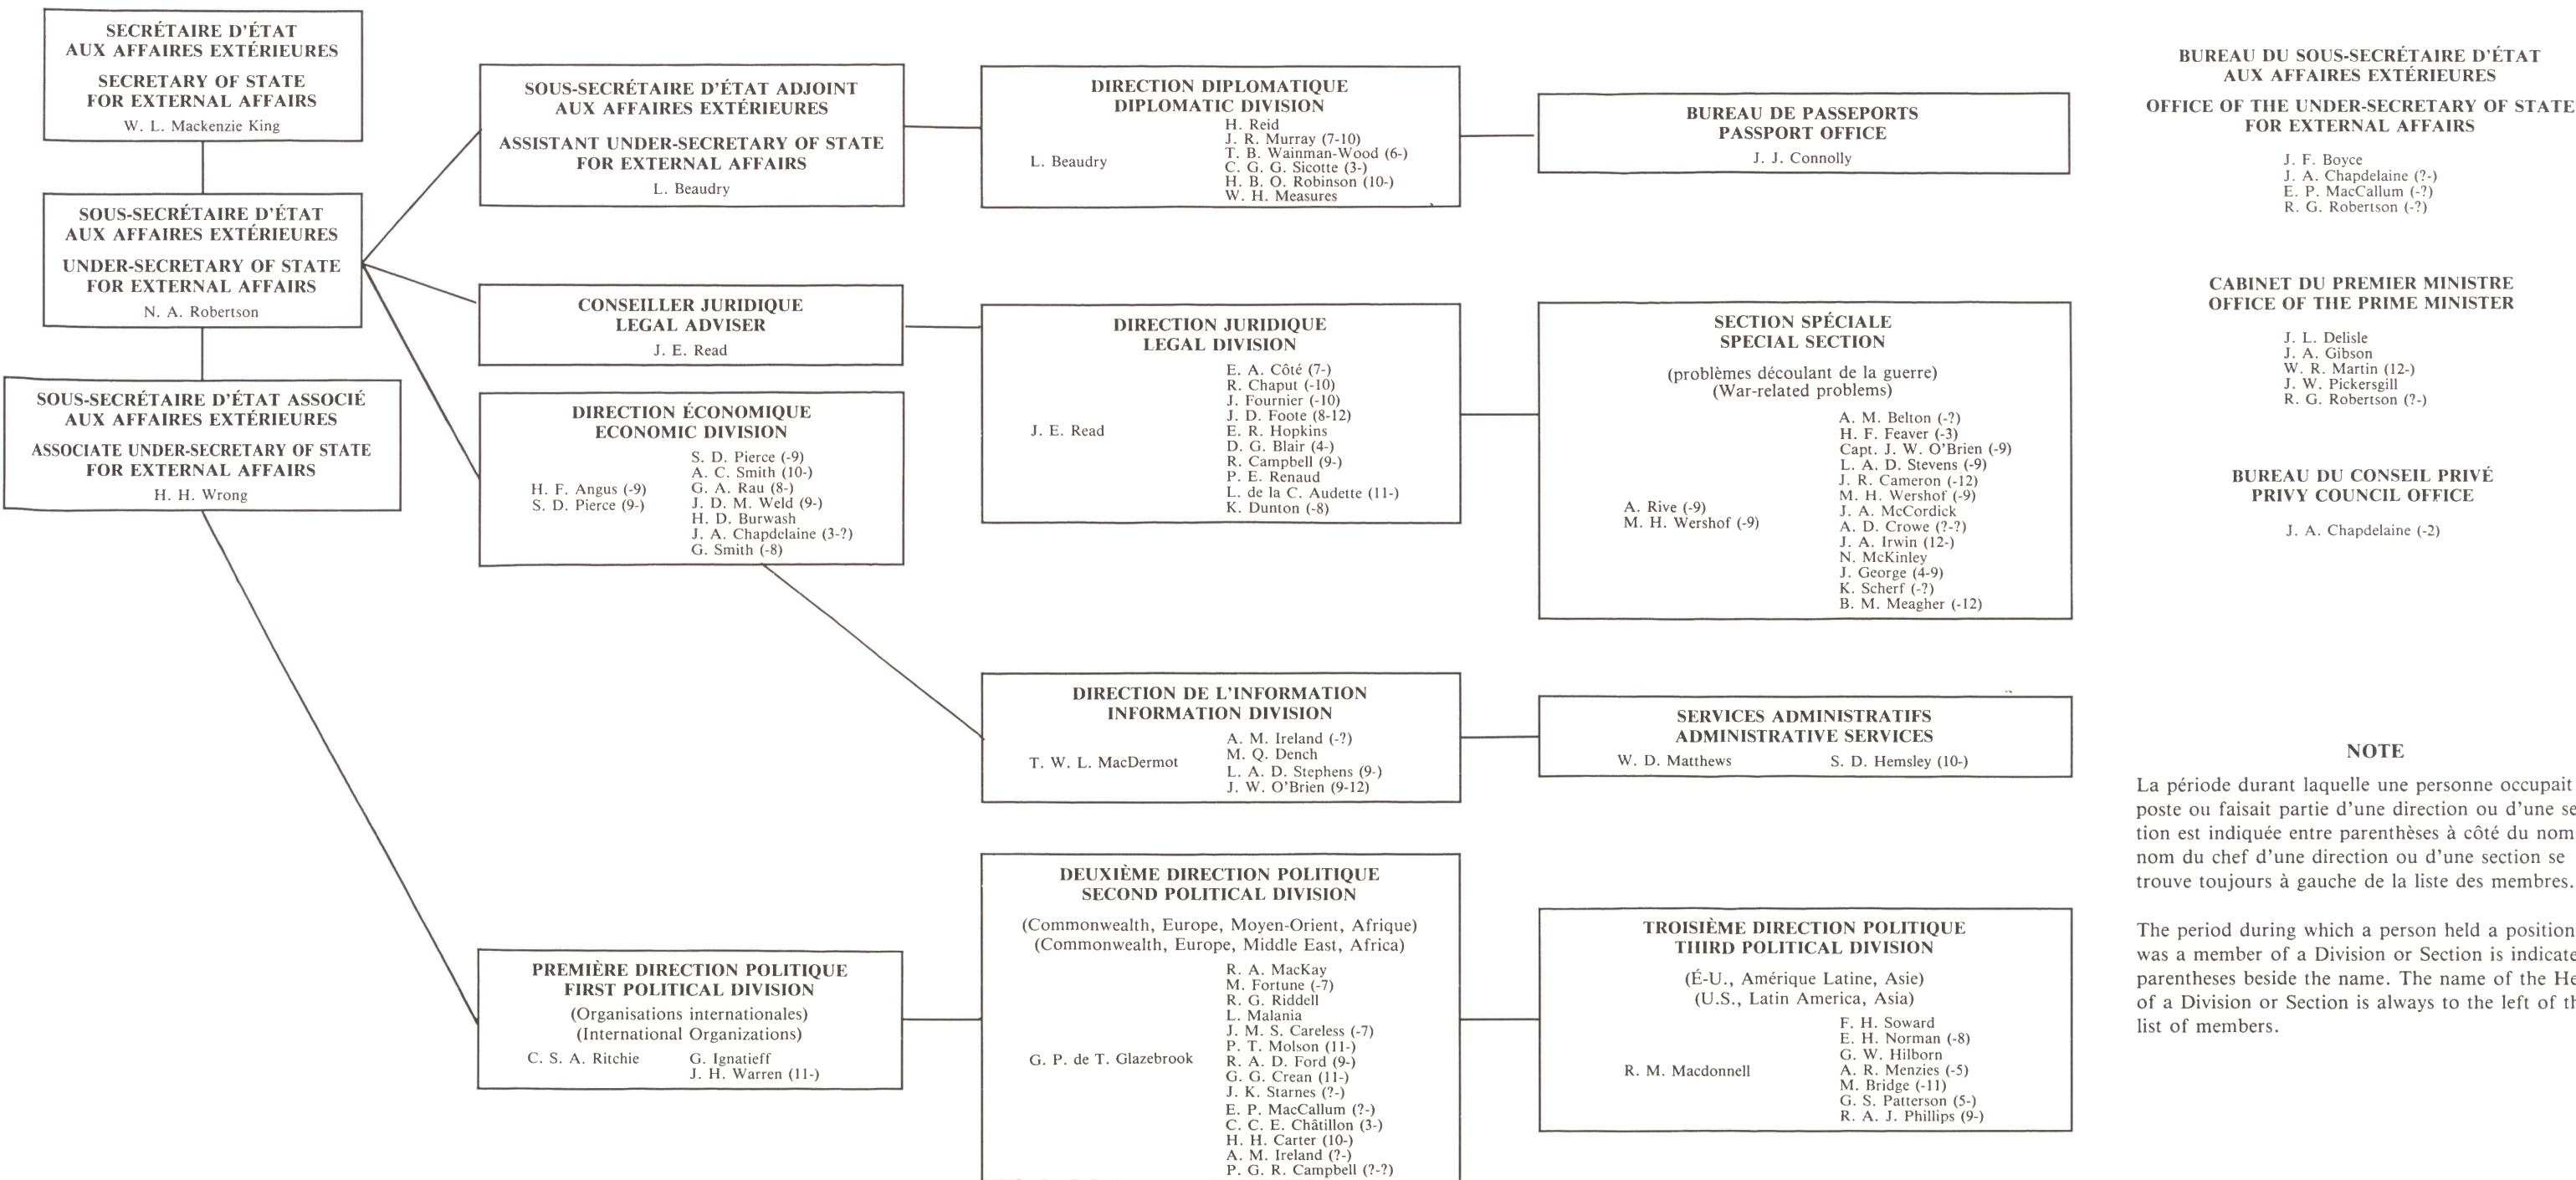 SECRÉTAIRE D'ÉTAT
AUX AFFAIRES EXTÉRIEURES
SECRETARY OF STATE
FOR EXTERNAL AFFAIRS
W. L. Mackenzie King
SOUS-SECRÉTAIRE D'ÉTAT
AUX AFFAIRES EXTÉRIEURES
UNDER-SECRETARY OF STATE
FOR EXTERNAL AFFAIRS
N. A. Robertson
SOUS-SECRÉTAIRE D'ÉTAT ASSOCIÉ
AUX AFFAIRES EXTÉRIEURES
ASSOCIATE UNDER-SECRETARY OF STATE
FOR EXTERNAL AFFAIRS
H. H. Wrong
SOUS-SECRÉTAIRE D'ÉTAT ADJOINT
AUX AFFAIRES EXTÉRIEURES
ASSISTANT UNDER-SECRETARY OF STATE
FOR EXTERNAL AFFAIRS
L. Beaudry
CONSEILLER JURIDIQUE
LEGAL ADVISER
J. E. Read
DIRECTION ÉCONOMIQUE
ECONOMIC DIVISION
H. F. Angus (-9)
S. D. Pierce (9-)
S. D. Pierce (-9)
A. C. Smith (10-)
G. A. Rau (8-)
J. D. M. Weld (9-)
H. D. Burwash
J. A. Chapdelaine (3-?)
G. Smith (-8)
PREMIÈRE DIRECTION POLITIQUE
FIRST POLITICAL DIVISION
(Organisations internationales)
(International Organizations)
C. S. A. Ritchie
G. Ignatieff
J. H. Warren (11-)
DIRECTION DIPLOMATIQUE
DIPLOMATIC DIVISION
L. Beaudry
H. Reid
J. R. Murray (7-10)
T. B. Wainman-Wood (6-)
C. G. G. Sicotte (3-)
H. B. O. Robinson (10-)
W. H. Measures
DIRECTION JURIDIQUE
LEGAL DIVISION
J. E. Read
E. A. Côté (7-)
R. Chaput (-10)
J. Fournier (-10)
J. D. Foote (8-12)
E. R. Hopkins
D. G. Blair (4-)
R. Campbell (9-)
P. E. Renaud
L. de la C. Audette (11-)
K. Dunton (-8)
DIRECTION DE L'INFORMATION
INFORMATION DIVISION
T. W. L. MacDermot
A. M. Ireland (-?)
M. Q. Dench
L. A. D. Stephens (9-)
J. W. O'Brien (9-12)
DEUXIÈME DIRECTION POLITIQUE
SECOND POLITICAL DIVISION
(Commonwealth, Europe, Moyen-Orient, Afrique)
(Commonwealth, Europe, Middle East, Africa)
G. P. de T. Glazebrook
R. A. MacKay
M. Fortune (-7)
R. G. Riddell
L. Malania
J. M. S. Careless (-7)
P. T. Molson (11-)
R. A. D. Ford (9-)
G. G. Crean (11-)
J. K. Starnes (?-)
E. P. MacCallum (?-)
C. C. E. Châtillon (3-)
H. H. Carter (10-)
A. M. Ireland (?-)
P. G. R. Campbell (?-?)
BUREAU DE PASSEPORTS
PASSPORT OFFICE
J. J. Connolly
SECTION SPÉCIALE
SPECIAL SECTION
(problèmes découlant de la guerre)
(War-related problems)
A. Rive (-9)
M. H. Wershof (-9)
A. M. Belton (-?)
H. F. Feaver (-3)
Capt. J. W. O'Brien (-9)
L. A. D. Stevens (-9)
J. R. Cameron (-12)
M. H. Wershof (-9)
J. A. McCordick
A. D. Crowe (?-?)
J. A. Irwin (12-)
N. McKinley
J. George (4-9)
K. Scherf (-?)
B. M. Meagher (-12)
SERVICES ADMINISTRATIFS
ADMINISTRATIVE SERVICES
W. D. Matthews
S. D. Hemsley (10-)
TROISIÈME DIRECTION POLITIQUE
THIRD POLITICAL DIVISION
(É-U., Amérique Latine, Asie)
(U.S., Latin America, Asia)
R. M. Macdonnell
F. H. Soward
E. H. Norman (-8)
G. W. Hilborn
A. R. Menzies (-5)
M. Bridge (-11)
G. S. Patterson (5-)
R. A. J. Phillips (9-)
BUREAU DU SOUS-SECRÉTAIRE D'ÉTAT
AUX AFFAIRES EXTÉRIEURES
OFFICE OF THE UNDER-SECRETARY OF STATE
FOR EXTERNAL AFFAIRS
J. F. Boyce
J. A. Chapdelaine (?-)
E. P. MacCallum (-?)
R. G. Robertson (-?)
CABINET DU PREMIER MINISTRE
OFFICE OF THE PRIME MINISTER
J. L. Delisle
J. A. Gibson
W. R. Martin (12-)
J. W. Pickersgill
R. G. Robertson (?-)
BUREAU DU CONSEIL PRIVÉ
PRIVY COUNCIL OFFICE
J. A. Chapdelaine (-2)
NOTE
La période durant laquelle une personne occupait
poste ou faisait partie d'une direction ou d'une se
tion est indiquée entre parenthèses à côté du nom
nom du chef d'une direction ou d'une section se
trouve toujours à gauche de la liste des membres.
The period during which a person held a position
was a member of a Division or Section is indicate
parentheses beside the name. The name of the He
of a Division or Section is always to the left of th
list of members.